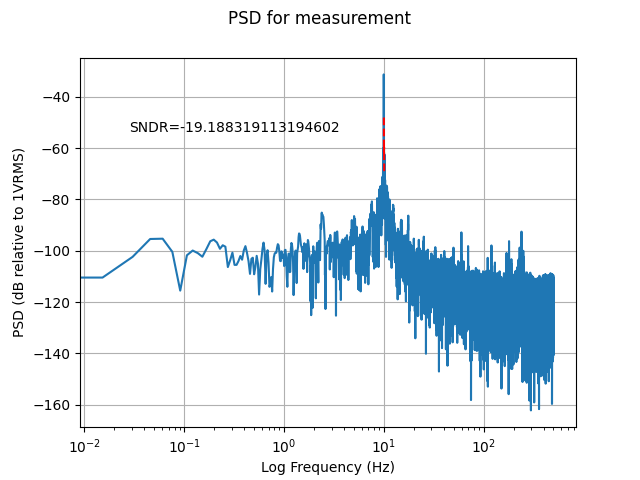 PSD for measurement
SNDR=-19.188319113194602
−40
−60
−80
−100
−120
−140
−160
PSD (dB relative to 1VRMS)
10⁻² 10⁻¹ 10⁰ 10¹ 10²
Log Frequency (Hz)